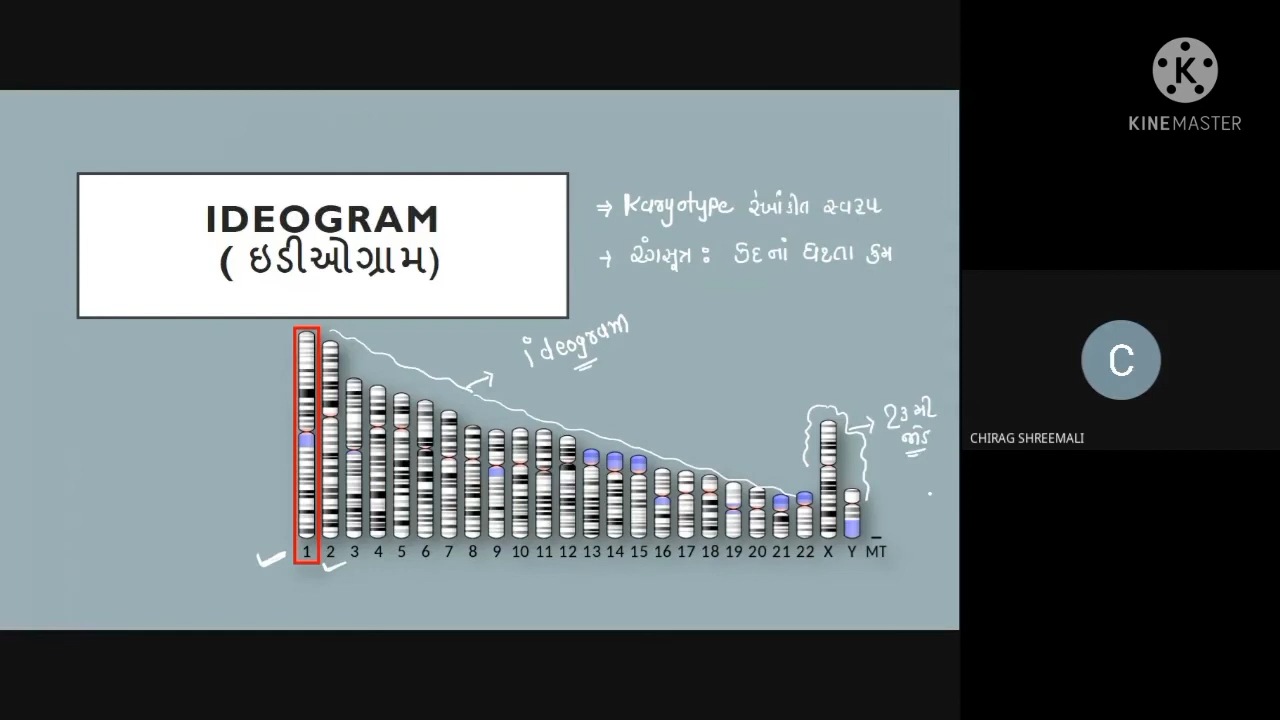 KINEMASTER
IDEOGRAM
( ઇડીઓગ્રામ)
⇒ Karyotype રેખાંકીત સ્વરૂપ
→ રંગસૂત્ર : કદનાં ઘટતા ક્રમ
ideogram
23 મી
જોડ
1 2 3 4 5 6 7 8 9 10 11 12 13 14 15 16 17 18 19 20 21 22 X Y MT
C
CHIRAG SHREEMALI